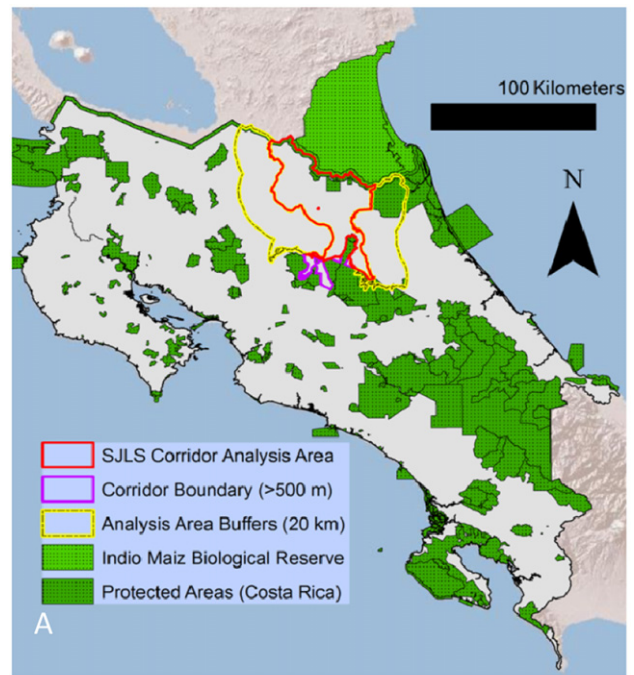 100 Kilometers
N
SJLS Corridor Analysis Area
Corridor Boundary (>500 m)
Analysis Area Buffers (20 km)
Indio Maiz Biological Reserve
Protected Areas (Costa Rica)
A